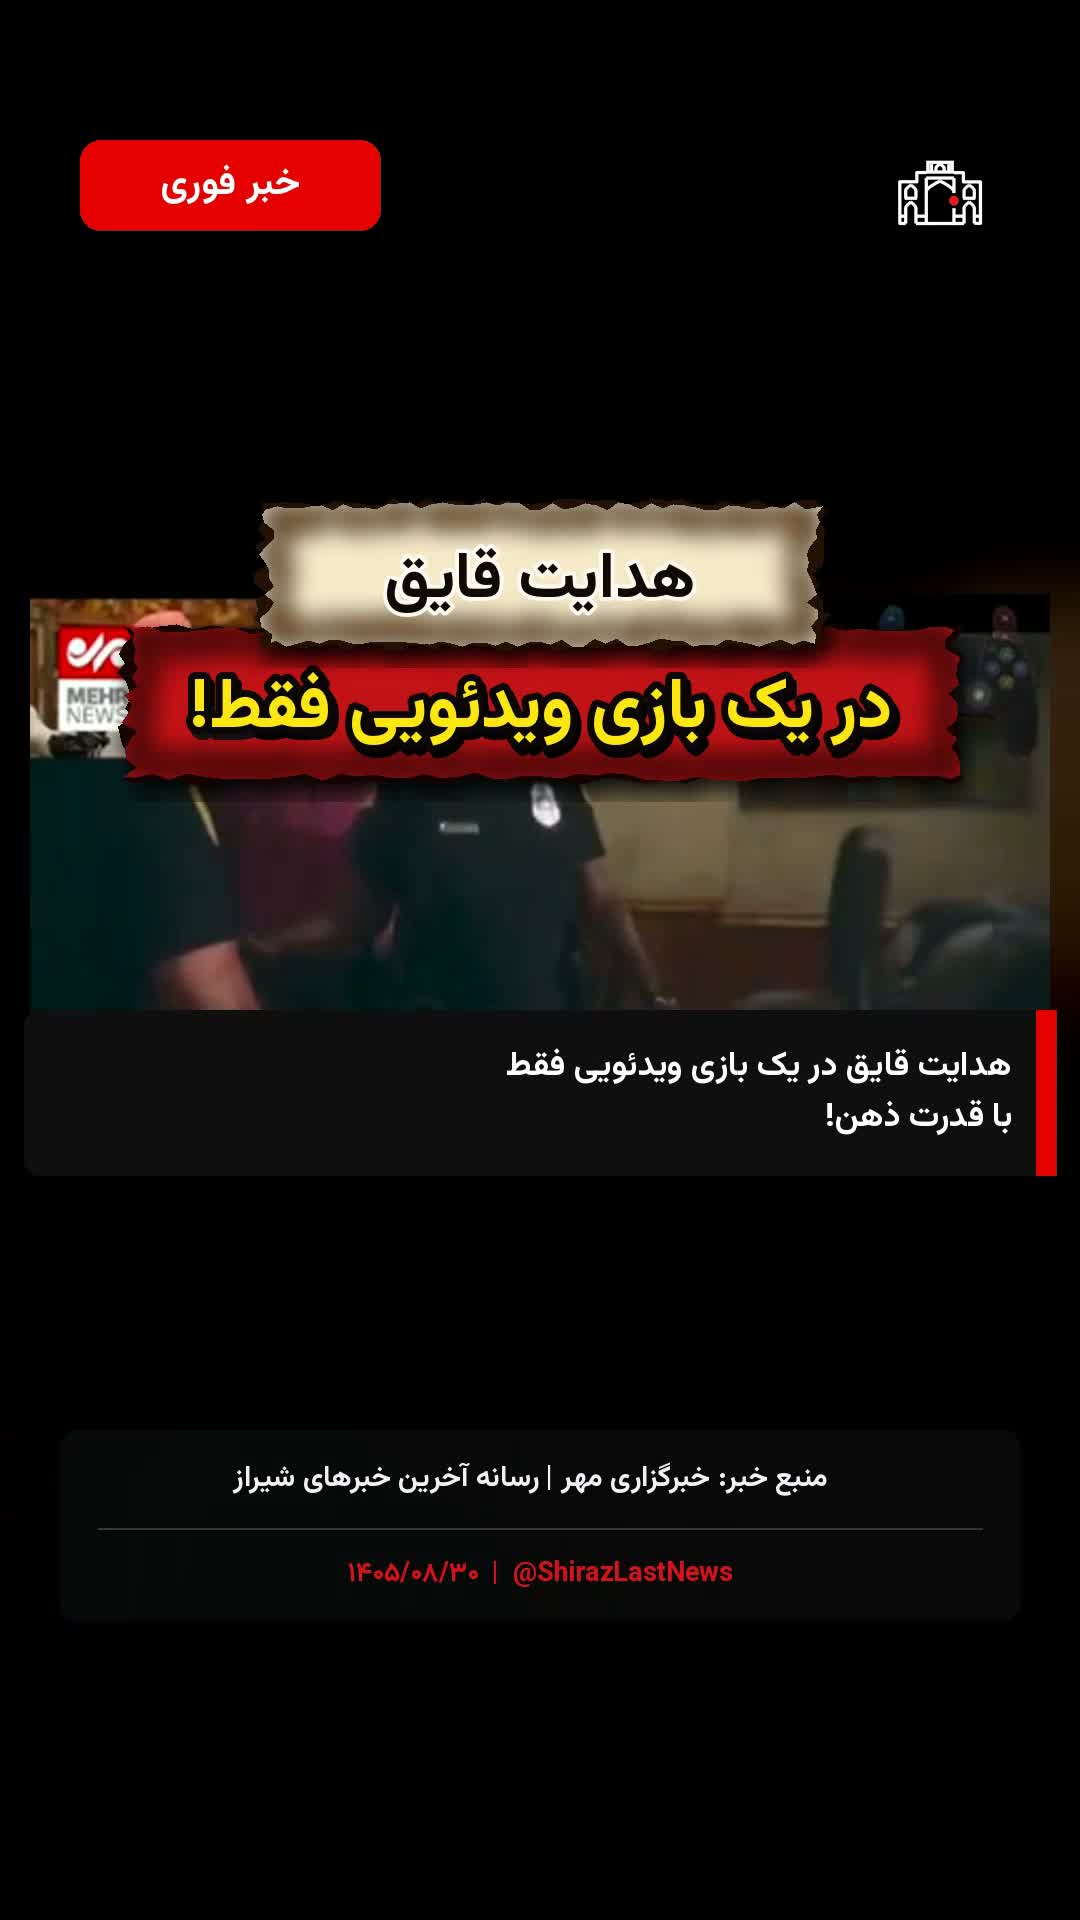 خبر فوری
هدایت قایق
در یک بازی ویدئویی فقط!
MEHR
NEWS
هدایت قایق در یک بازی ویدئویی فقط
با قدرت ذهن!
منبع خبر: خبرگزاری مهر | رسانه آخرین خبرهای شیراز
۱۴۰۵/۰۸/۳۰ | @ShirazLastNews